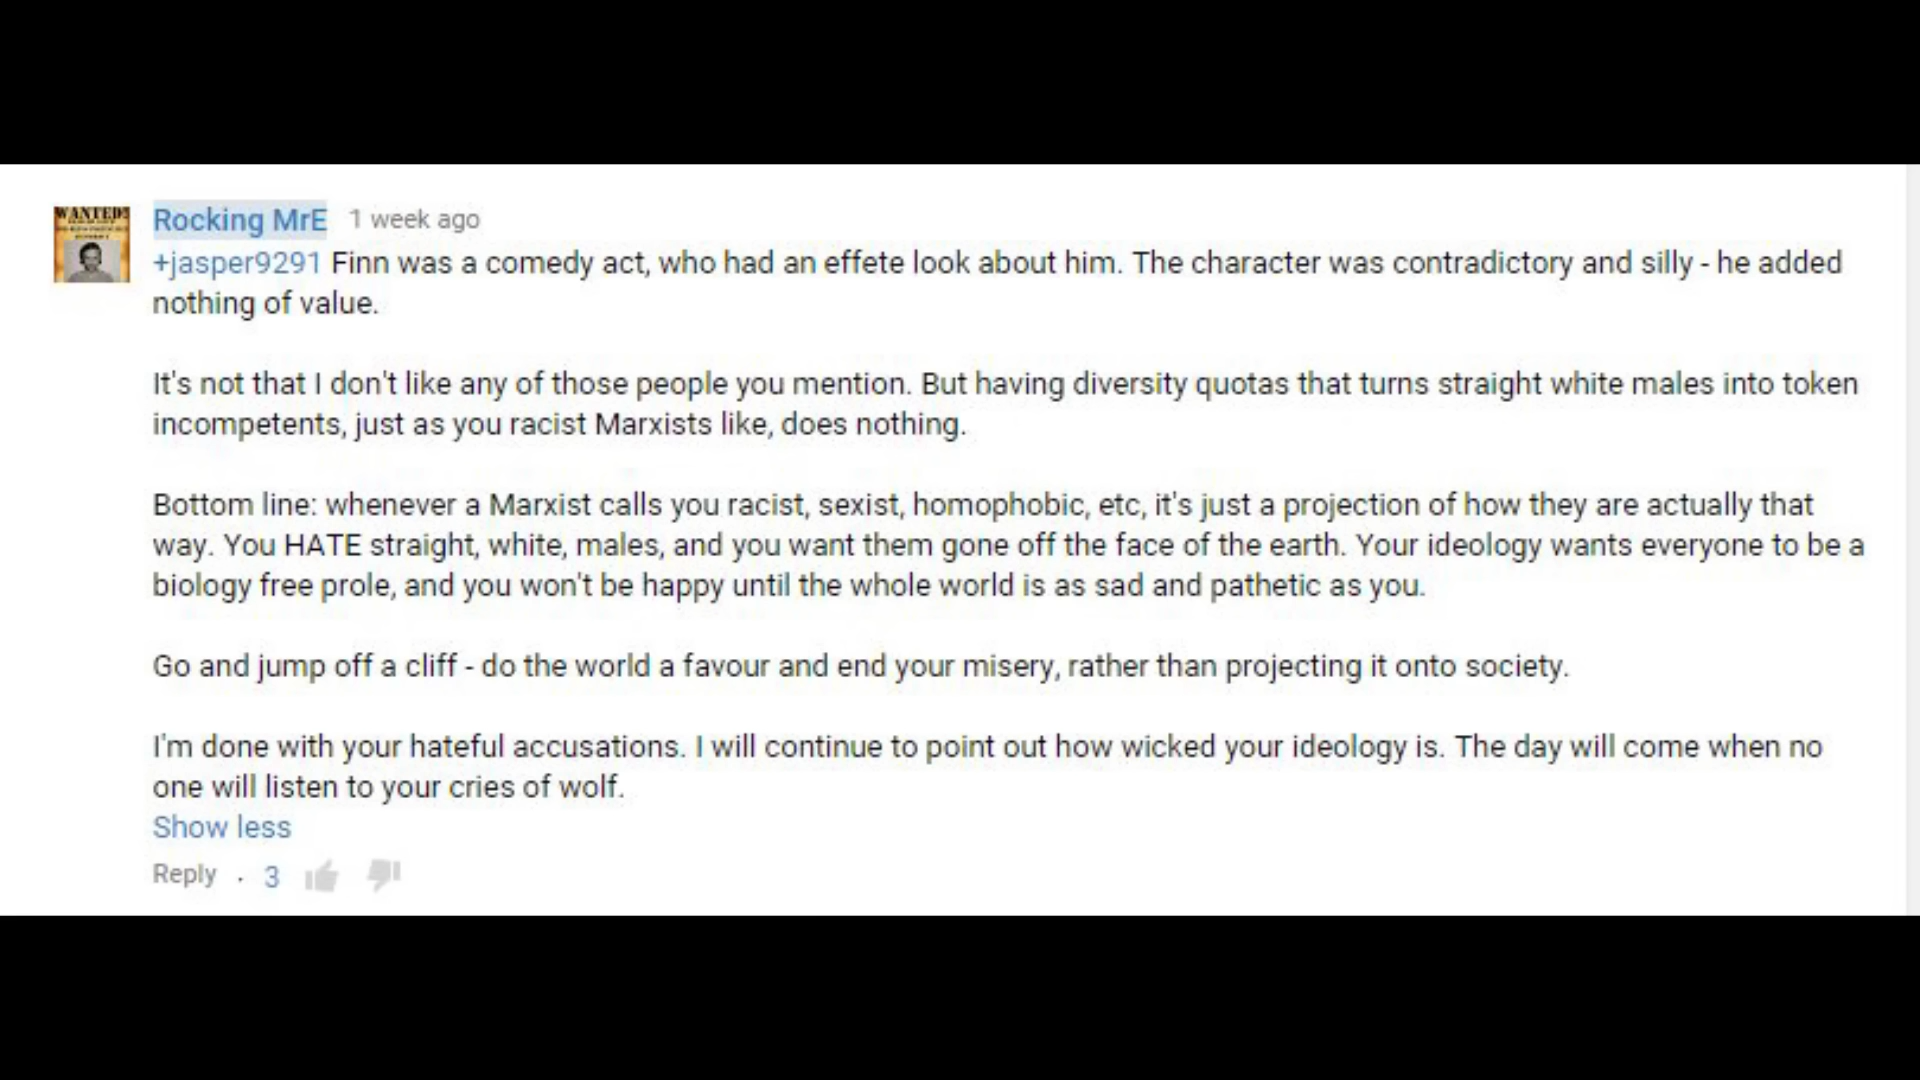 WANTED!
Rocking MrE 1 week ago
+jasper9291 Finn was a comedy act, who had an effete look about him. The character was contradictory and silly - he added
nothing of value.
It's not that I don't like any of those people you mention. But having diversity quotas that turns straight white males into token
incompetents, just as you racist Marxists like, does nothing.
Bottom line: whenever a Marxist calls you racist, sexist, homophobic, etc, it's just a projection of how they are actually that
way. You HATE straight, white, males, and you want them gone off the face of the earth. Your ideology wants everyone to be a
biology free prole, and you won't be happy until the whole world is as sad and pathetic as you.
Go and jump off a cliff - do the world a favour and end your misery, rather than projecting it onto society.
I'm done with your hateful accusations. I will continue to point out how wicked your ideology is. The day will come when no
one will listen to your cries of wolf.
Show less
Reply · 3